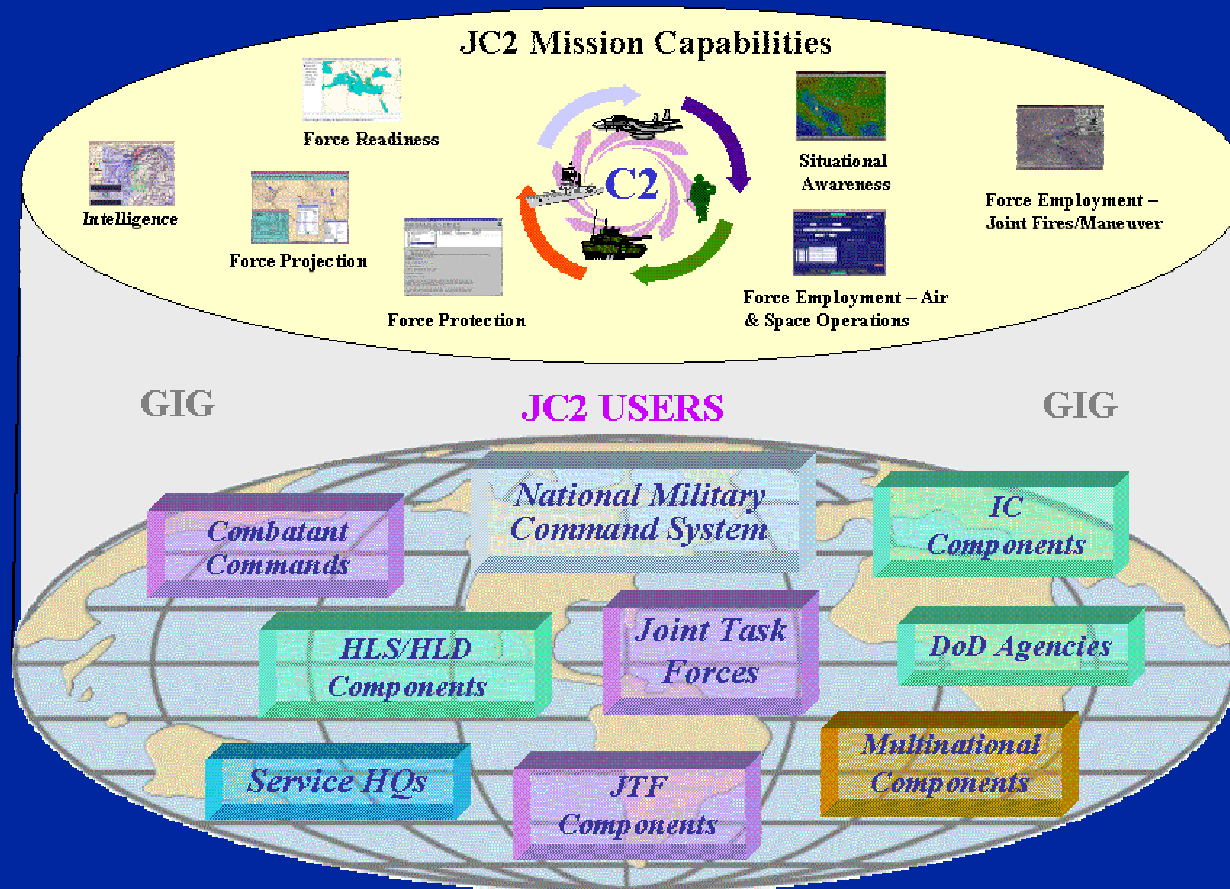 JC2 Mission Capabilities
Force Readiness
Intelligence
Force Projection
Force Protection
C2
Situational
Awareness
Force Employment – Air
& Space Operations
Force Employment –
Joint Fires/Maneuver
GIG
JC2 USERS
GIG
Combatant
Commands
National Military
Command System
IC
Components
HLS/HLD
Components
Joint Task
Forces
DoD Agencies
Service HQs
JTF
Components
Multinational
Components